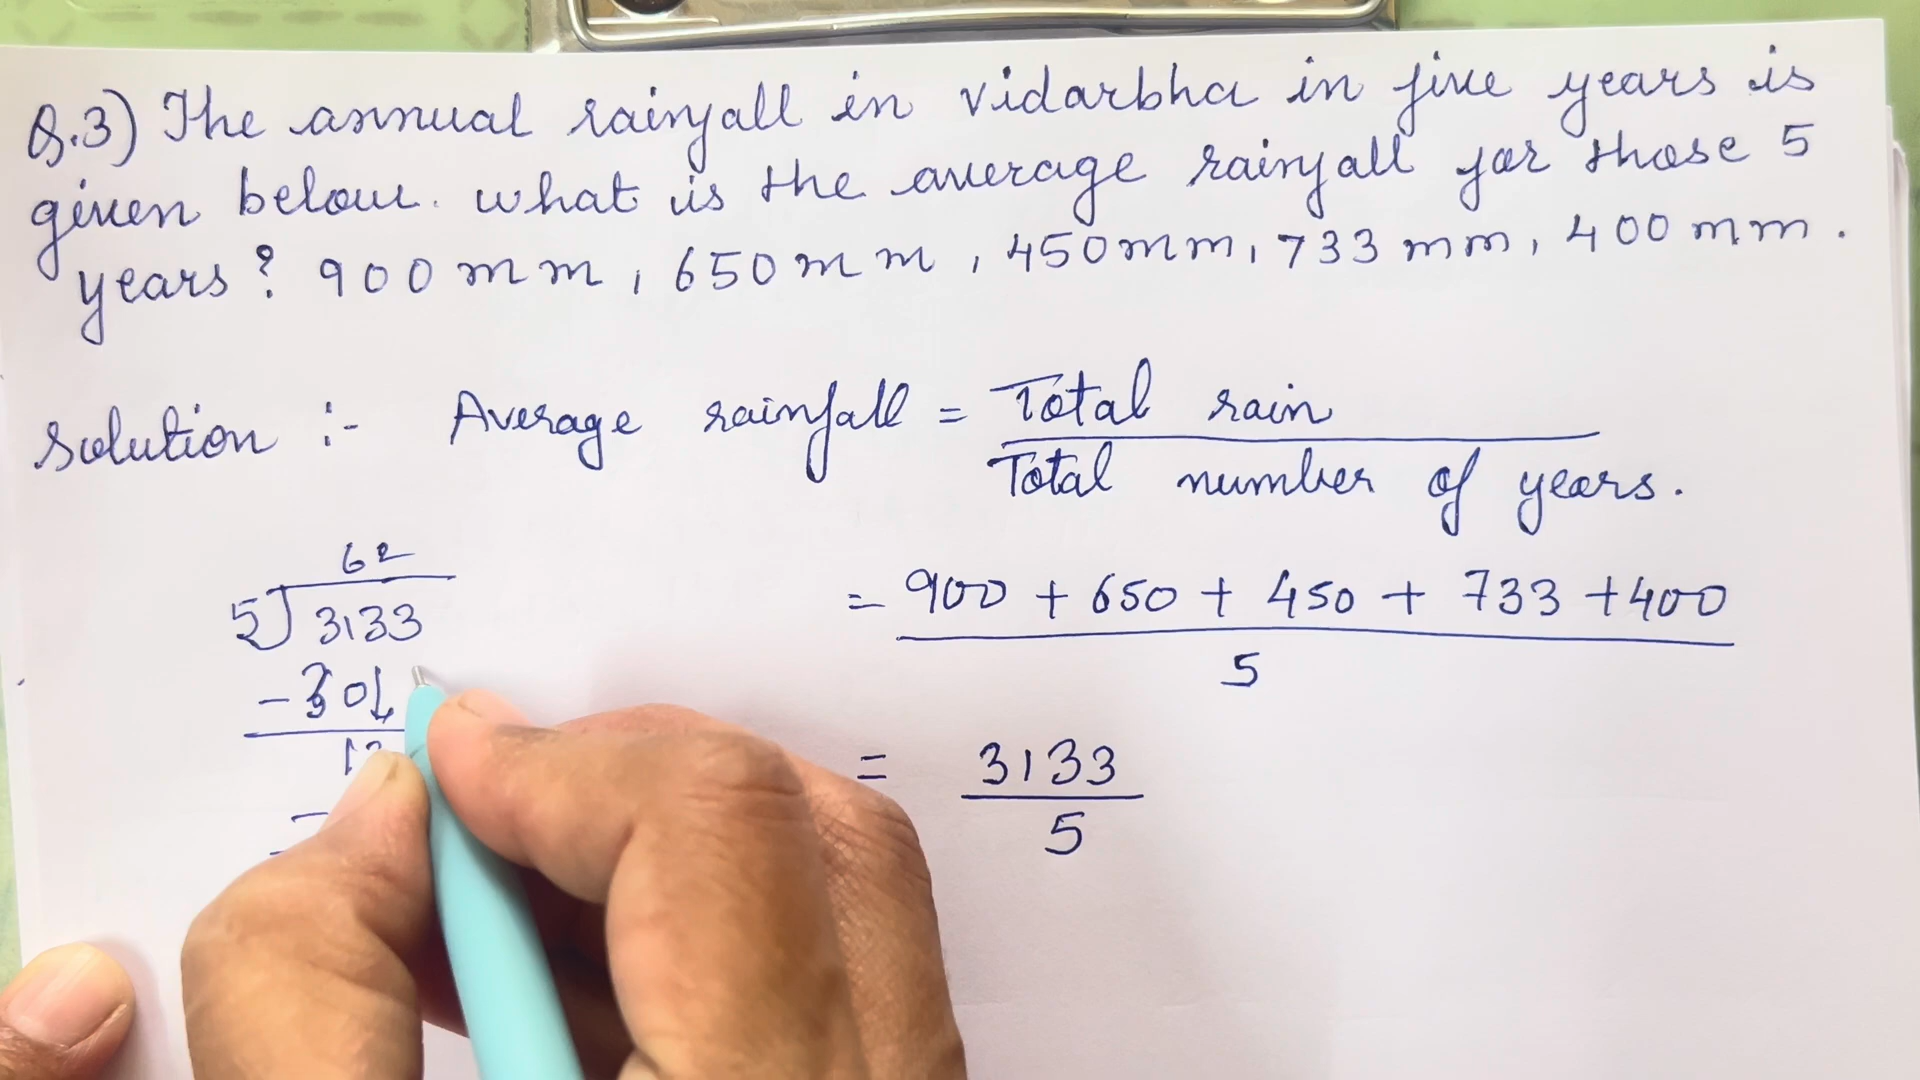 Q.3) The annual rainfall in vidarbha in five years is
given below. what is the average rainfall for those 5
years? 900 mm, 650 mm, 450mm, 733 mm, 400 mm.
solution :- Average rainfall = Total rain
Total number of years.
= 900 + 650 + 450 + 733 + 400
5
= 3133
5
62
5) 3133
- 30↓
13
-